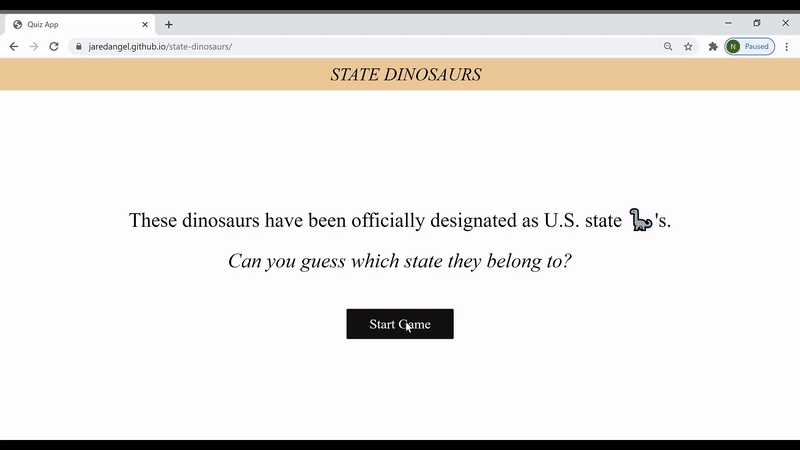 Quiz App
jaredangel.github.io/state-dinosaurs/
N Paused
STATE DINOSAURS
These dinosaurs have been officially designated as U.S. state 🦕's.
Can you guess which state they belong to?
Start Game